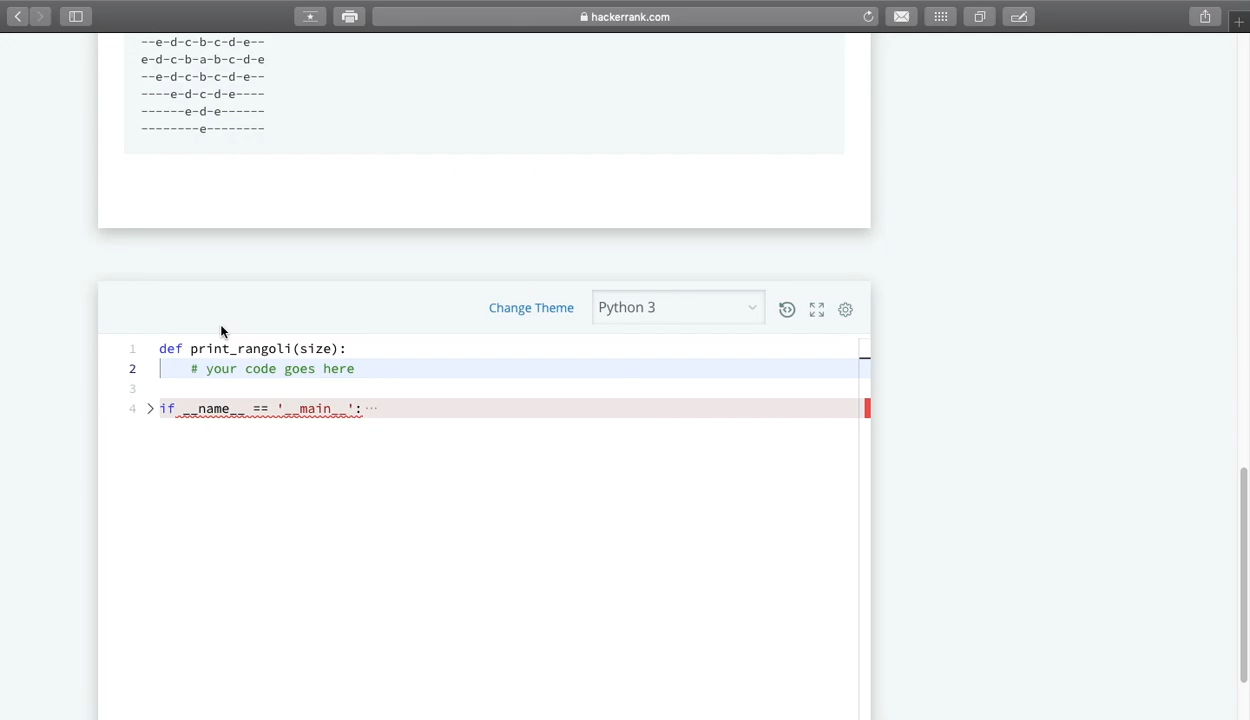 hackerrank.com
--e-d-c-b-c-d-e--
e-d-c-b-a-b-c-d-e
--e-d-c-b-c-d-e--
----e-d-c-d-e----
------e-d-e------
--------e--------
Change Theme
Python 3
1 def print_rangoli(size):
2     # your code goes here
3
4 if __name__ == '__main__': ···